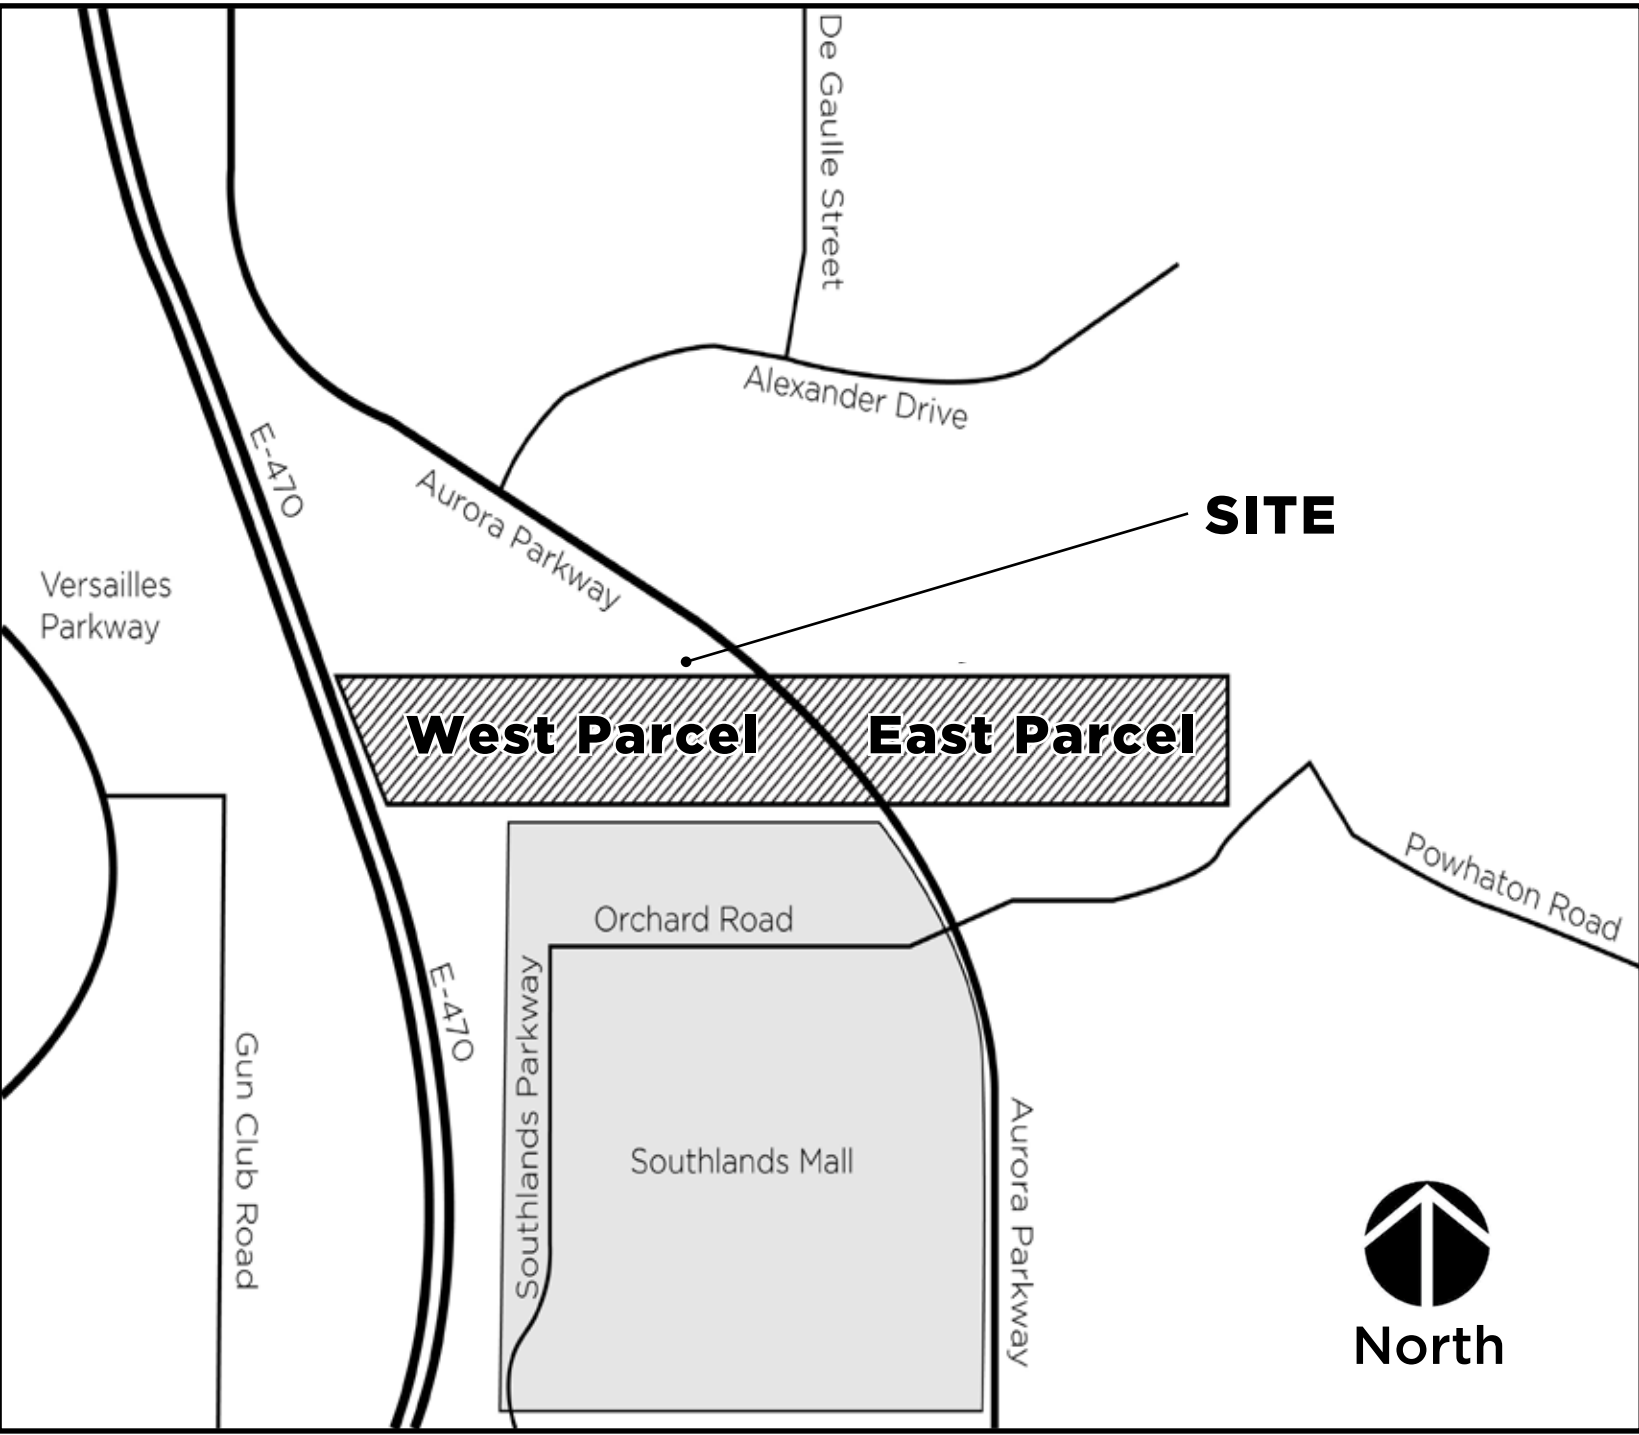 De Gaulle Street
Alexander Drive
E-470
Aurora Parkway
SITE
Versailles
Parkway
West Parcel
East Parcel
Powhaton Road
Orchard Road
Southlands Parkway
E-470
Gun Club Road
Southlands Mall
Aurora Parkway
North